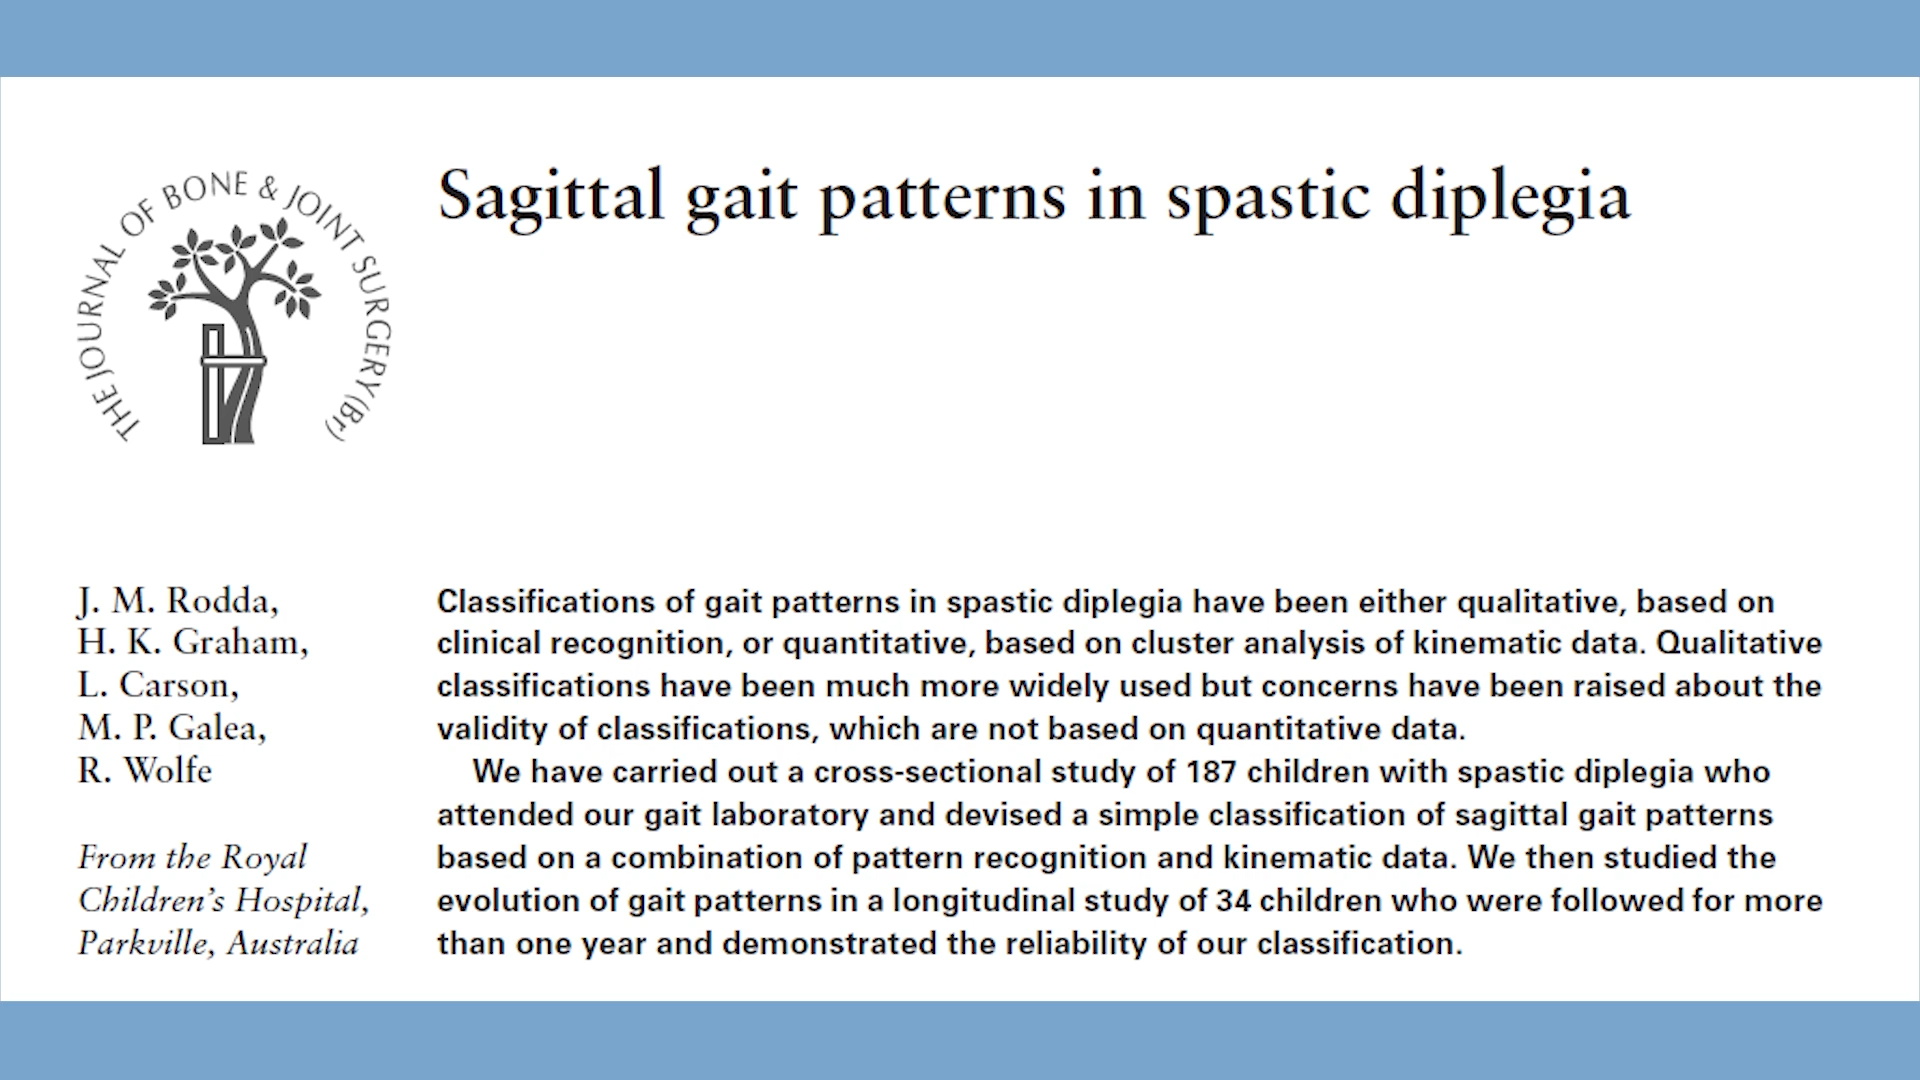 THE JOURNAL OF BONE & JOINT SURGERY (Br)
Sagittal gait patterns in spastic diplegia
J. M. Rodda,
H. K. Graham,
L. Carson,
M. P. Galea,
R. Wolfe
From the Royal
Children’s Hospital,
Parkville, Australia
Classifications of gait patterns in spastic diplegia have been either qualitative, based on
clinical recognition, or quantitative, based on cluster analysis of kinematic data. Qualitative
classifications have been much more widely used but concerns have been raised about the
validity of classifications, which are not based on quantitative data.
We have carried out a cross-sectional study of 187 children with spastic diplegia who
attended our gait laboratory and devised a simple classification of sagittal gait patterns
based on a combination of pattern recognition and kinematic data. We then studied the
evolution of gait patterns in a longitudinal study of 34 children who were followed for more
than one year and demonstrated the reliability of our classification.